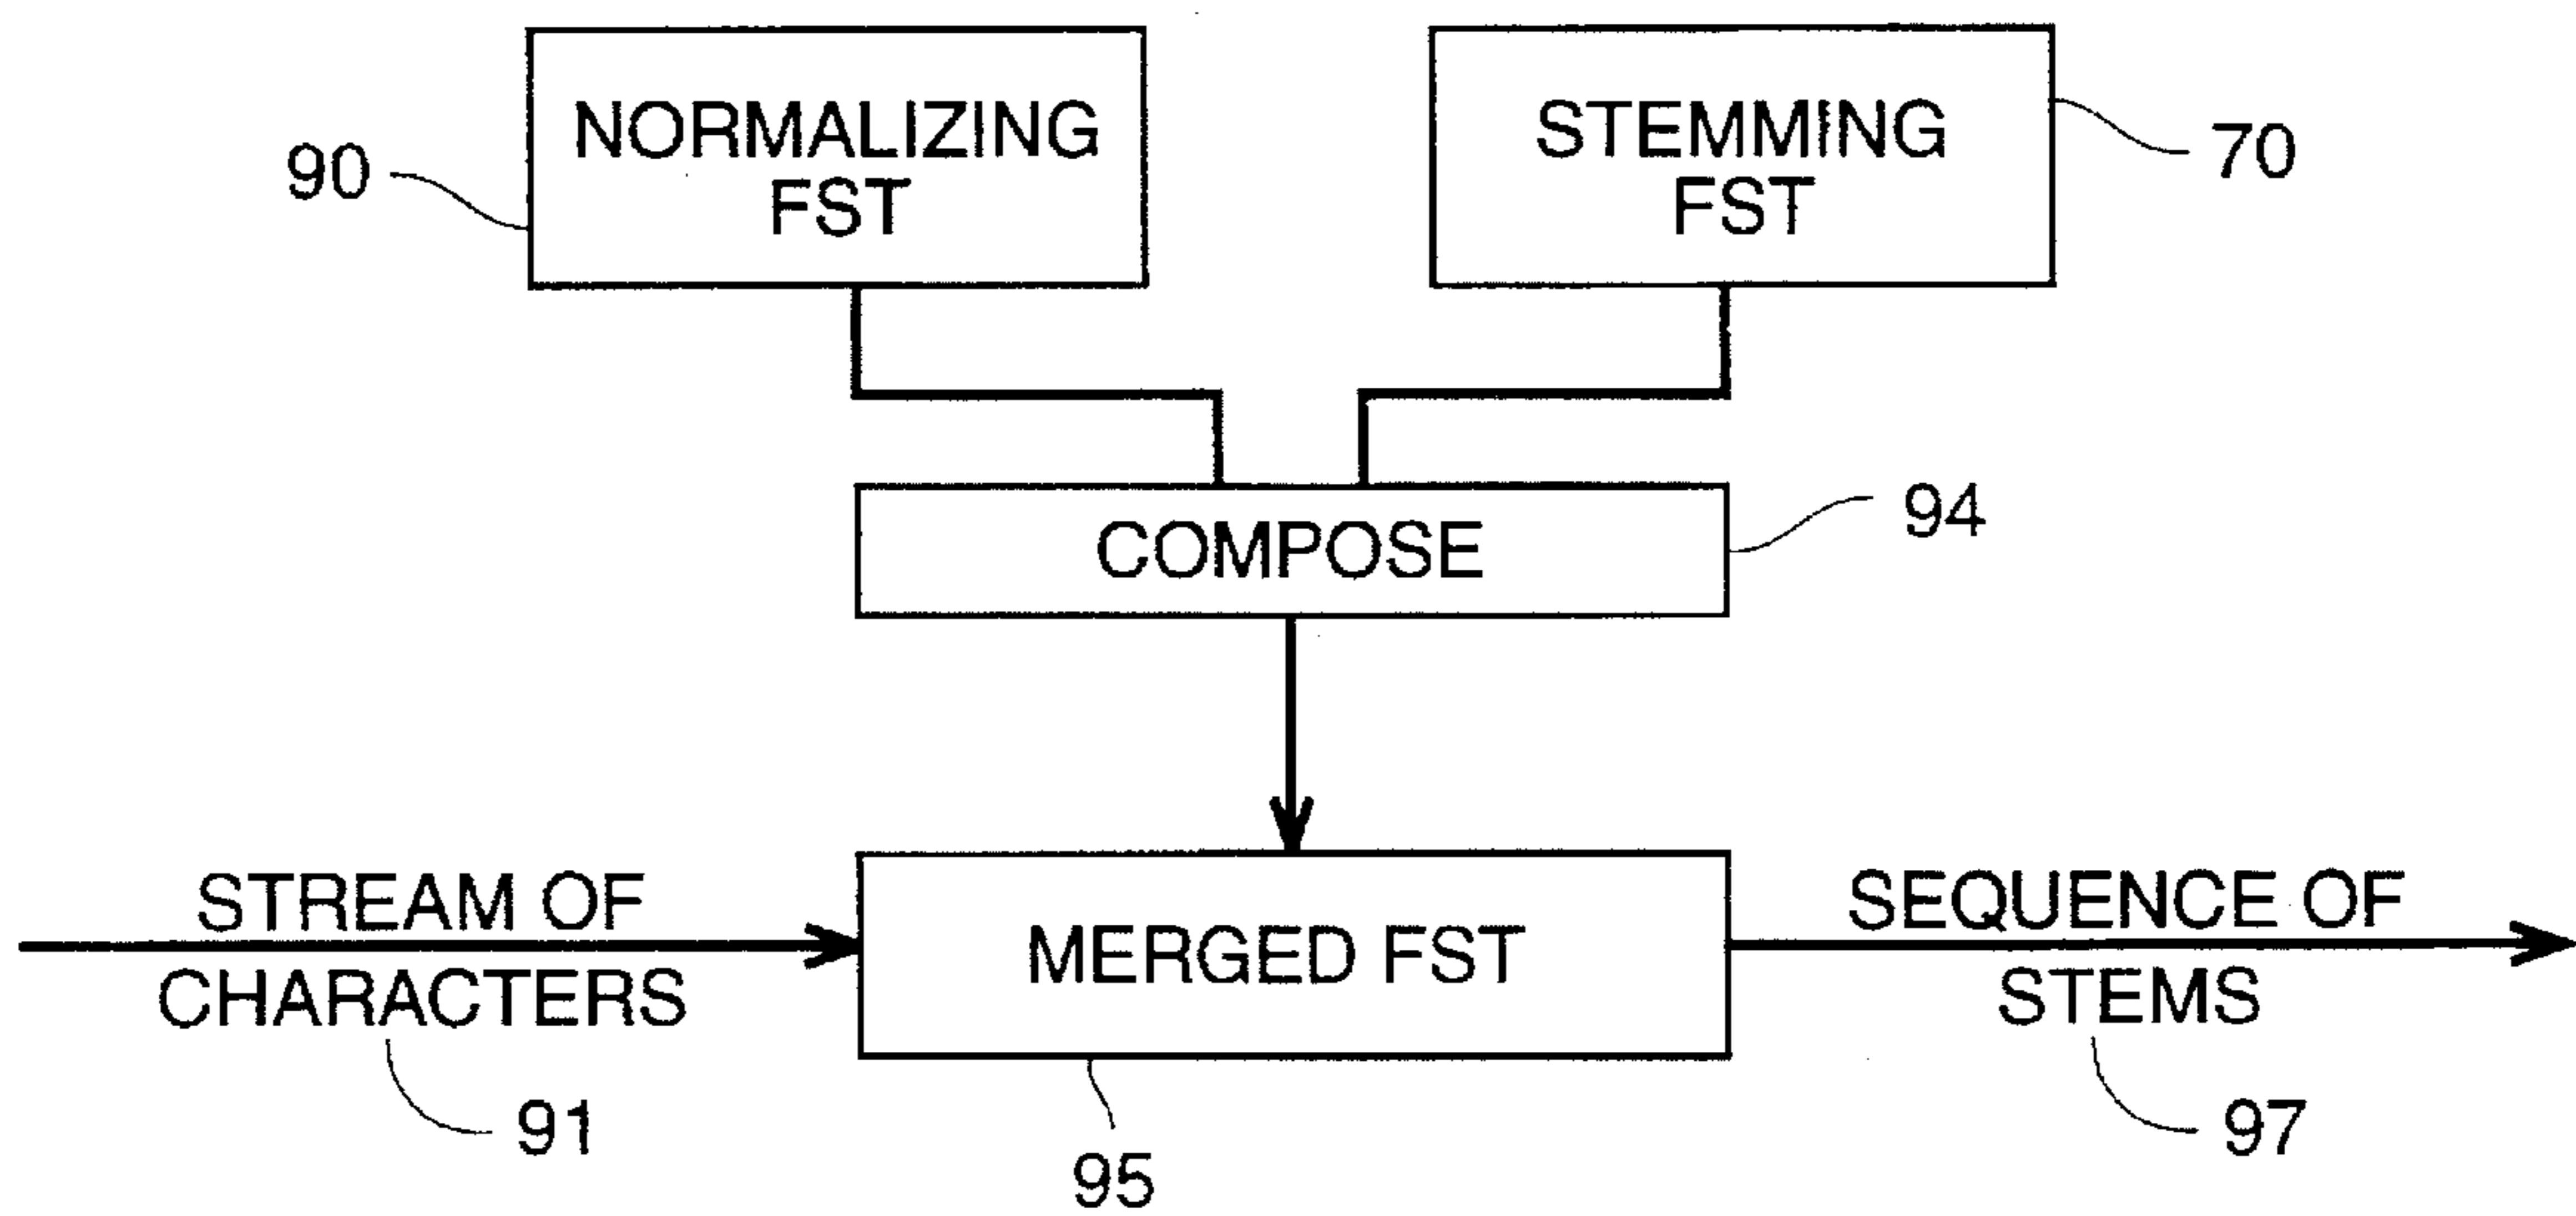 NORMALIZING
FST
90
STEMMING
FST
70
COMPOSE
94
STREAM OF
CHARACTERS
91
MERGED FST
95
SEQUENCE OF
STEMS
97